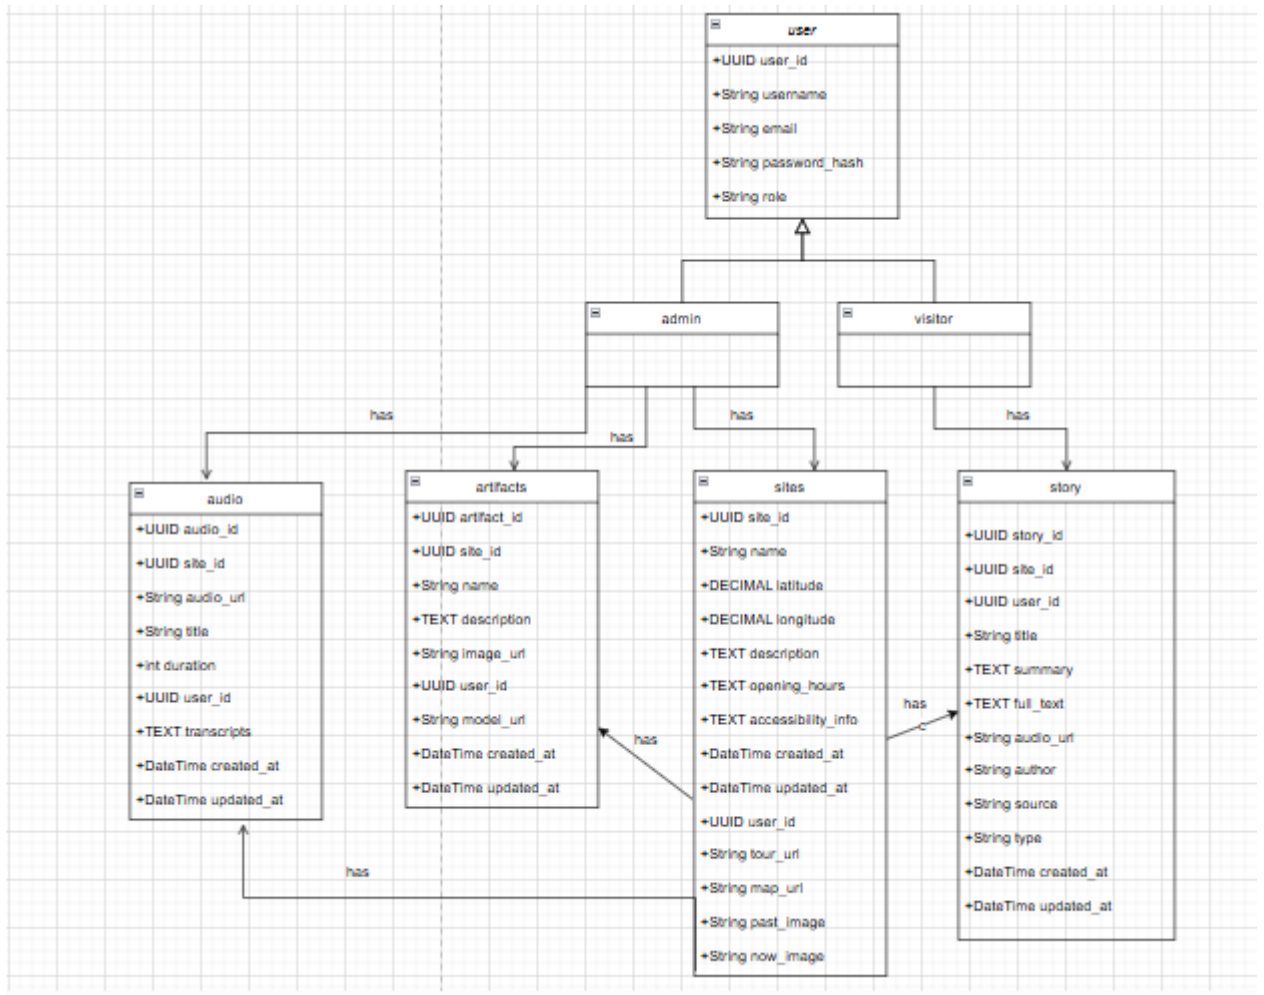 user
+UUID user_id
+String username
+String email
+String password_hash
+String role
admin
visitor
has
has
has
has
audio
+UUID audio_id
+UUID site_id
+String audio_url
+String title
+int duration
+UUID user_id
+TEXT transcripts
+DateTime created_at
+DateTime updated_at
artifacts
+UUID artifact_id
+UUID site_id
+String name
+TEXT description
+String image_url
+UUID user_id
+String model_url
+DateTime created_at
+DateTime updated_at
has
sites
+UUID site_id
+String name
+DECIMAL latitude
+DECIMAL longitude
+TEXT description
+TEXT opening_hours
+TEXT accessibility_info
+DateTime created_at
+DateTime updated_at
+UUID user_id
+String tour_url
+String map_url
+String past_image
+String now_image
has
story
+UUID story_id
+UUID site_id
+UUID user_id
+String title
+TEXT summary
+TEXT full_text
+String audio_url
+String author
+String source
+String type
+DateTime created_at
+DateTime updated_at
has